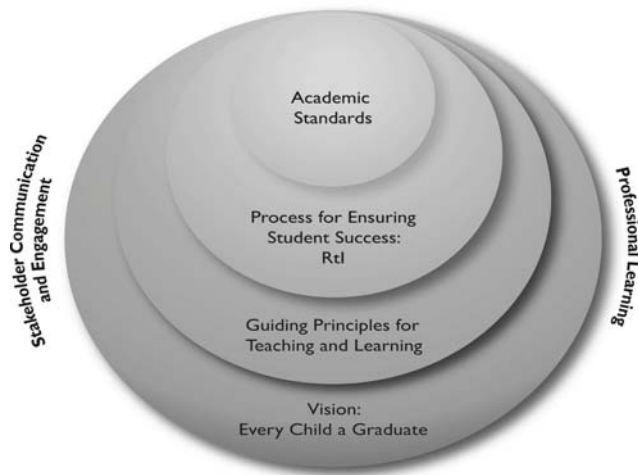 Academic
Standards
Process for Ensuring
Student Success:
RtI
Guiding Principles for
Teaching and Learning
Vision:
Every Child a Graduate
Stakeholder Communication
and Engagement
Professional Learning